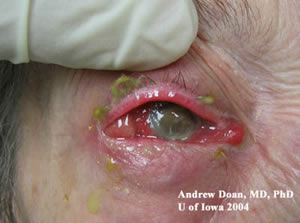 Andrew Doan, MD, PhD
U of Iowa 2004